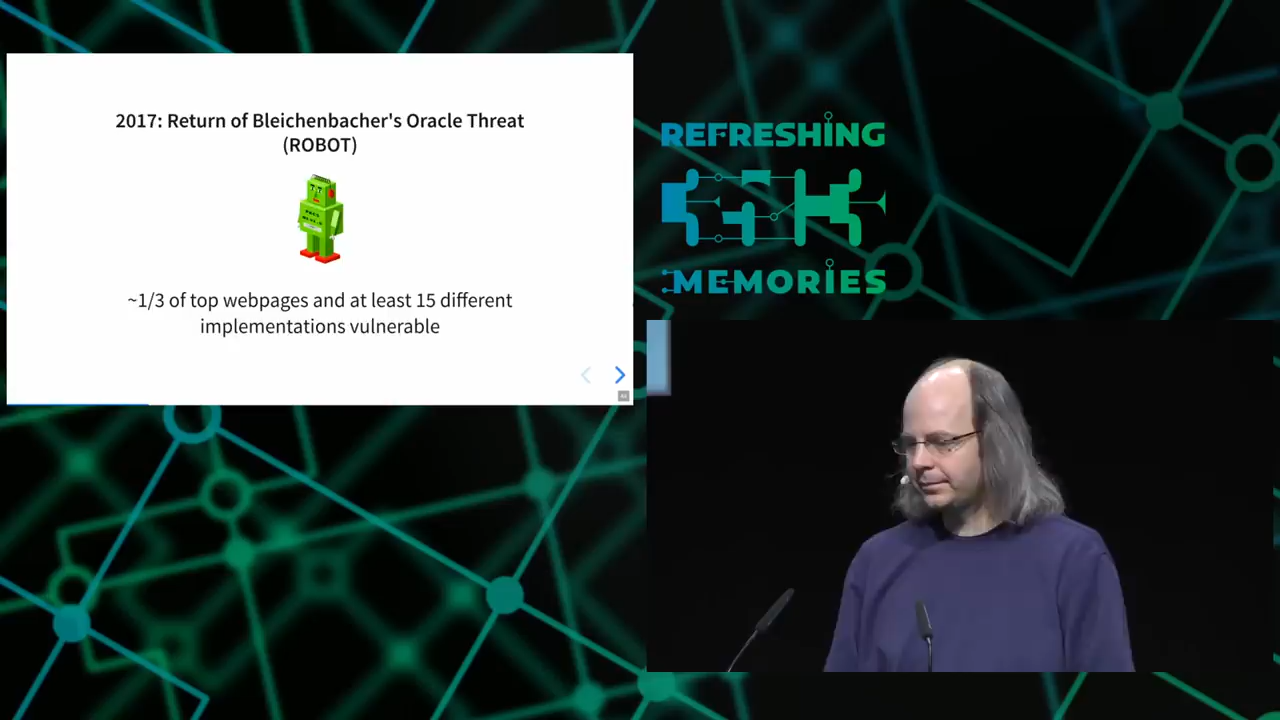 2017: Return of Bleichenbacher's Oracle Threat
(ROBOT)
~1/3 of top webpages and at least 15 different
implementations vulnerable
REFRESHING
MEMORIES